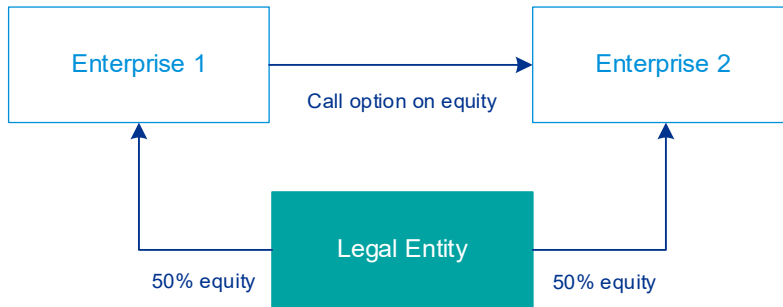 Enterprise 1
Enterprise 2
Call option on equity
Legal Entity
50% equity
50% equity